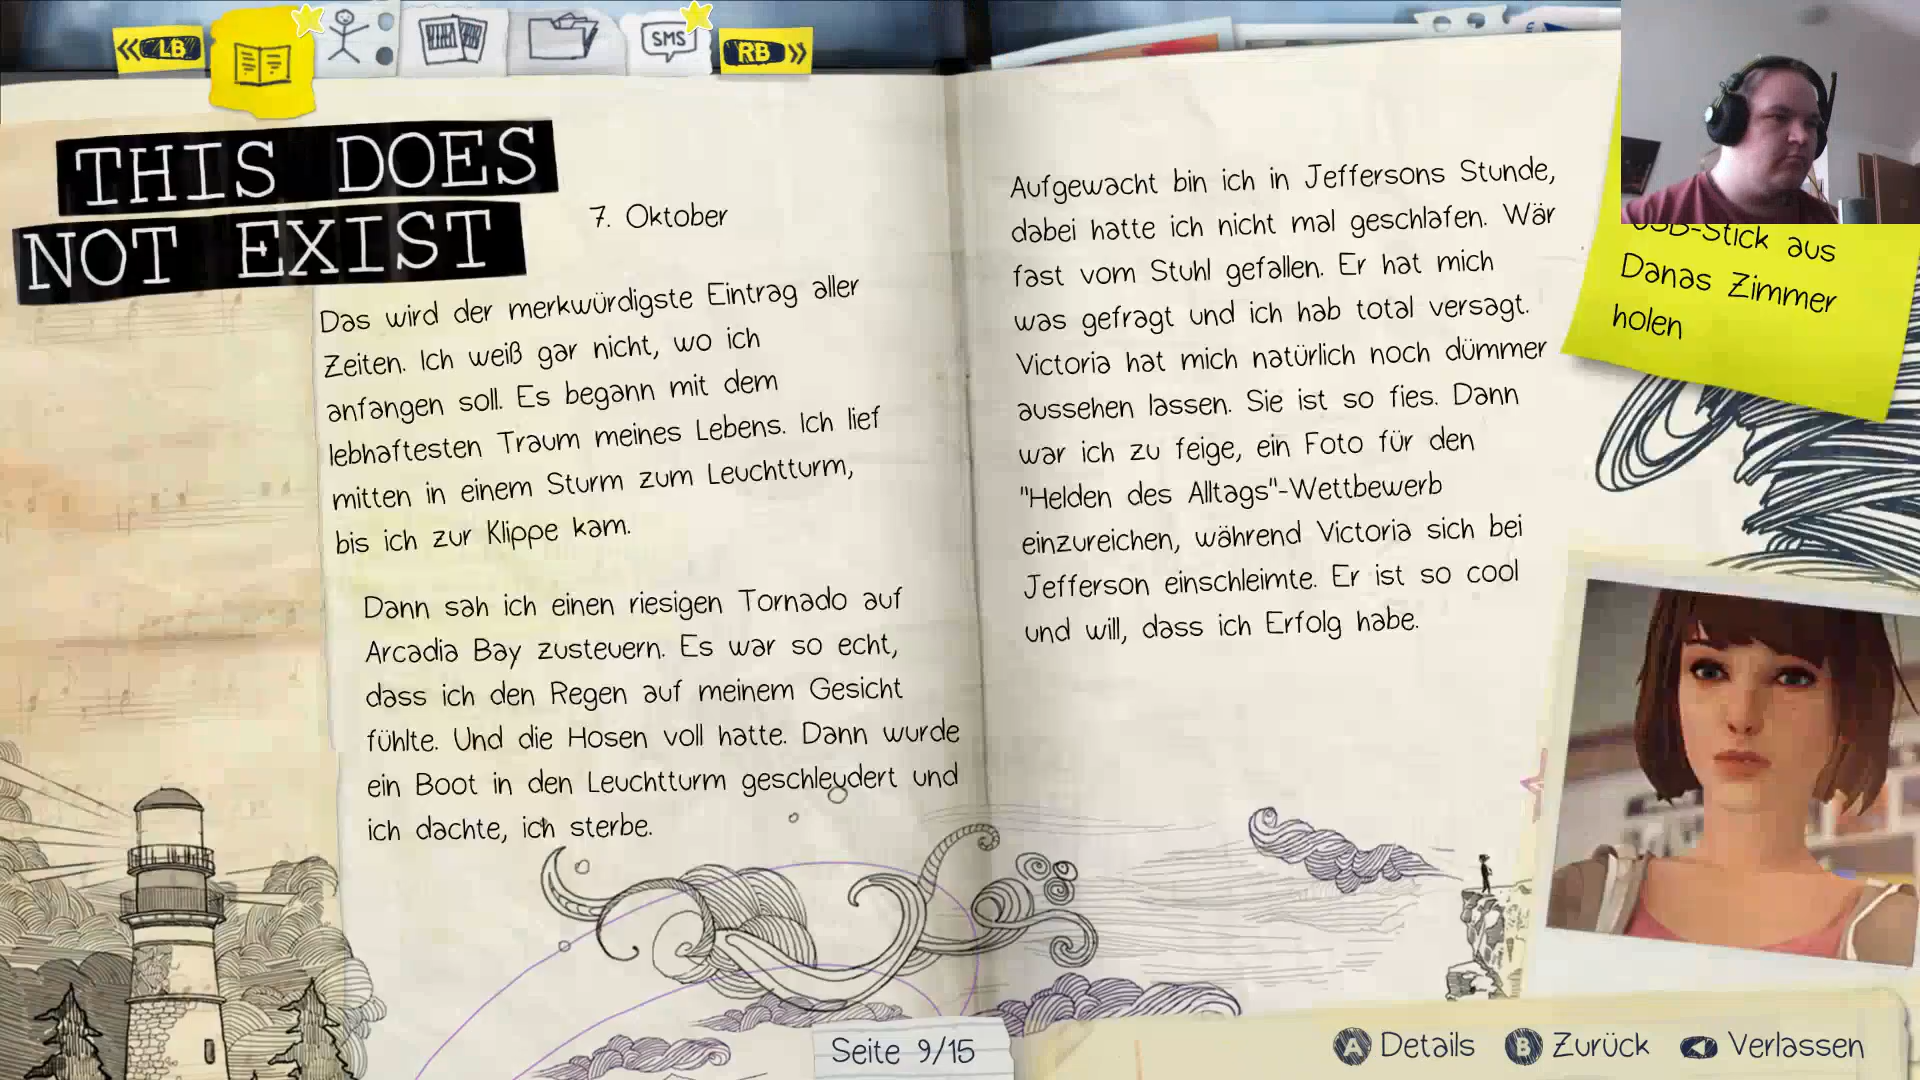 LB
SMS
RB
THIS DOES
NOT EXIST
7. Oktober
Das wird der merkwürdigste Eintrag aller
Zeiten. Ich weiß gar nicht, wo ich
anfangen soll. Es begann mit dem
lebhaftesten Traum meines Lebens. Ich lief
mitten in einem Sturm zum Leuchtturm,
bis ich zur Klippe kam.
Dann sah ich einen riesigen Tornado auf
Arcadia Bay zusteuern. Es war so echt,
dass ich den Regen auf meinem Gesicht
fühlte. Und die Hosen voll hatte. Dann wurde
ein Boot in den Leuchtturm geschleudert und
ich dachte, ich sterbe.
Aufgewacht bin ich in Jeffersons Stunde,
dabei hatte ich nicht mal geschlafen. Wär
fast vom Stuhl gefallen. Er hat mich
was gefragt und ich hab total versagt.
Victoria hat mich natürlich noch dümmer
aussehen lassen. Sie ist so fies. Dann
war ich zu feige, ein Foto für den
"Helden des Alltags"-Wettbewerb
einzureichen, während Victoria sich bei
Jefferson einschleimte. Er ist so cool
und will, dass ich Erfolg habe.
USB-Stick aus
Danas Zimmer
holen
Seite 9/15
A Details
B Zurück
Verlassen